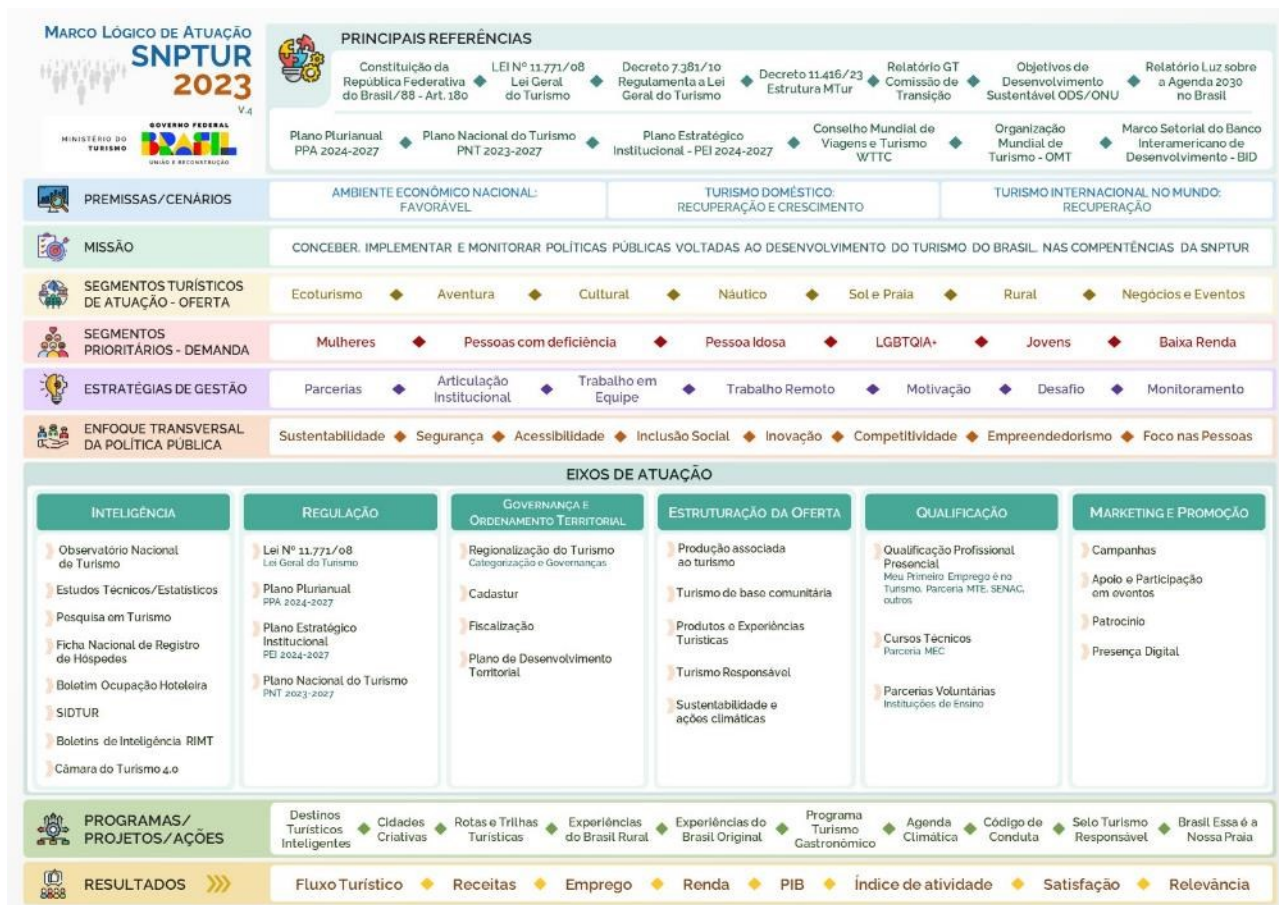 MARCO LÓGICO DE ATUAÇÃO
SNPTUR
2023
V.4
MINISTÉRIO DO
TURISMO
GOVERNO FEDERAL
BRASIL
UNIÃO E RECONSTRUÇÃO
PRINCIPAIS REFERÊNCIAS
Constituição da
República Federativa
do Brasil/88 - Art. 180
LEI Nº 11.771/08
Lei Geral
do Turismo
Decreto 7.381/10
Regulamenta a Lei
Geral do Turismo
Decreto 11.416/23
Estrutura MTur
Relatório GT
Comissão de
Transição
Objetivos de
Desenvolvimento
Sustentável ODS/ONU
Relatório Luz sobre
a Agenda 2030
no Brasil
Plano Plurianual
PPA 2024-2027
Plano Nacional do Turismo
PNT 2023-2027
Plano Estratégico
Institucional - PEI 2024-2027
Conselho Mundial de
Viagens e Turismo
WTTC
Organização
Mundial de
Turismo - OMT
Marco Setorial do Banco
Interamericano de
Desenvolvimento - BID
PREMISSAS/CENÁRIOS
AMBIENTE ECONÔMICO NACIONAL:
FAVORÁVEL
TURISMO DOMÉSTICO:
RECUPERAÇÃO E CRESCIMENTO
TURISMO INTERNACIONAL NO MUNDO:
RECUPERAÇÃO
MISSÃO
CONCEBER, IMPLEMENTAR E MONITORAR POLÍTICAS PÚBLICAS VOLTADAS AO DESENVOLVIMENTO DO TURISMO DO BRASIL, NAS COMPENTÊNCIAS DA SNPTUR
SEGMENTOS TURÍSTICOS
DE ATUAÇÃO - OFERTA
Ecoturismo ◆ Aventura ◆ Cultural ◆ Náutico ◆ Sol e Praia ◆ Rural ◆ Negócios e Eventos
SEGMENTOS
PRIORITÁRIOS - DEMANDA
Mulheres ◆ Pessoas com deficiência ◆ Pessoa Idosa ◆ LGBTQIA+ ◆ Jovens ◆ Baixa Renda
ESTRATÉGIAS DE GESTÃO
Parcerias
Articulação
Institucional
Trabalho em
Equipe
Trabalho Remoto ◆ Motivação ◆ Desafio ◆ Monitoramento
ENFOQUE TRANSVERSAL
DA POLÍTICA PÚBLICA
Sustentabilidade ◆ Segurança ◆ Acessibilidade ◆ Inclusão Social ◆ Inovação ◆ Competitividade ◆ Empreendedorismo ◆ Foco nas Pessoas
EIXOS DE ATUAÇÃO
INTELIGÊNCIA
Observatório Nacional
de Turismo
Estudos Técnicos/Estatísticos
Pesquisa em Turismo
Ficha Nacional de Registro
de Hóspedes
Boletim Ocupação Hoteleira
SIDTUR
Boletins de Inteligência RIMT
Câmara do Turismo 4.0
REGULAÇÃO
Lei Nº 11.771/08
Lei Geral do Turismo
Plano Plurianual
PPA 2024-2027
Plano Estratégico
Institucional
PEI 2024-2027
Plano Nacional do Turismo
PNT 2023-2027
GOVERNANÇA E
ORDENAMENTO TERRITORIAL
Regionalização do Turismo
Categorização e Governanças
Cadastur
Fiscalização
Plano de Desenvolvimento
Territorial
ESTRUTURAÇÃO DA OFERTA
Produção associada
ao turismo
Turismo de base comunitária
Produtos e Experiências
Turísticas
Turismo Responsável
Sustentabilidade e
ações climáticas
QUALIFICAÇÃO
Qualificação Profissional
Presencial
Meu Primeiro Emprego é no
Turismo, Parceria MTE, SENAC,
outros
Cursos Técnicos
Parceria MEC
Parcerias Voluntárias
Instituições de Ensino
MARKETING E PROMOÇÃO
Campanhas
Apoio e Participação
em eventos
Patrocínio
Presença Digital
PROGRAMAS/
PROJETOS/AÇÕES
Destinos
Turísticos
Inteligentes
Cidades
Criativas
Rotas e Trilhas
Turísticas
Experiências
do Brasil Rural
Experiências do
Brasil Original
Programa
Turismo
Gastronômico
Agenda
Climática
Código de
Conduta
Selo Turismo
Responsável
Brasil Essa é a
Nossa Praia
RESULTADOS
Fluxo Turístico ◆ Receitas ◆ Emprego ◆ Renda ◆ PIB ◆ Índice de atividade ◆ Satisfação ◆ Relevância